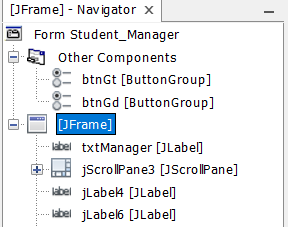 [JFrame] - Navigator
Form Student_Manager
Other Components
btnGt [ButtonGroup]
btnGd [ButtonGroup]
[JFrame]
label txtManager [JLabel]
jScrollPane3 [JScrollPane]
label jLabel4 [JLabel]
label jLabel6 [JLabel]